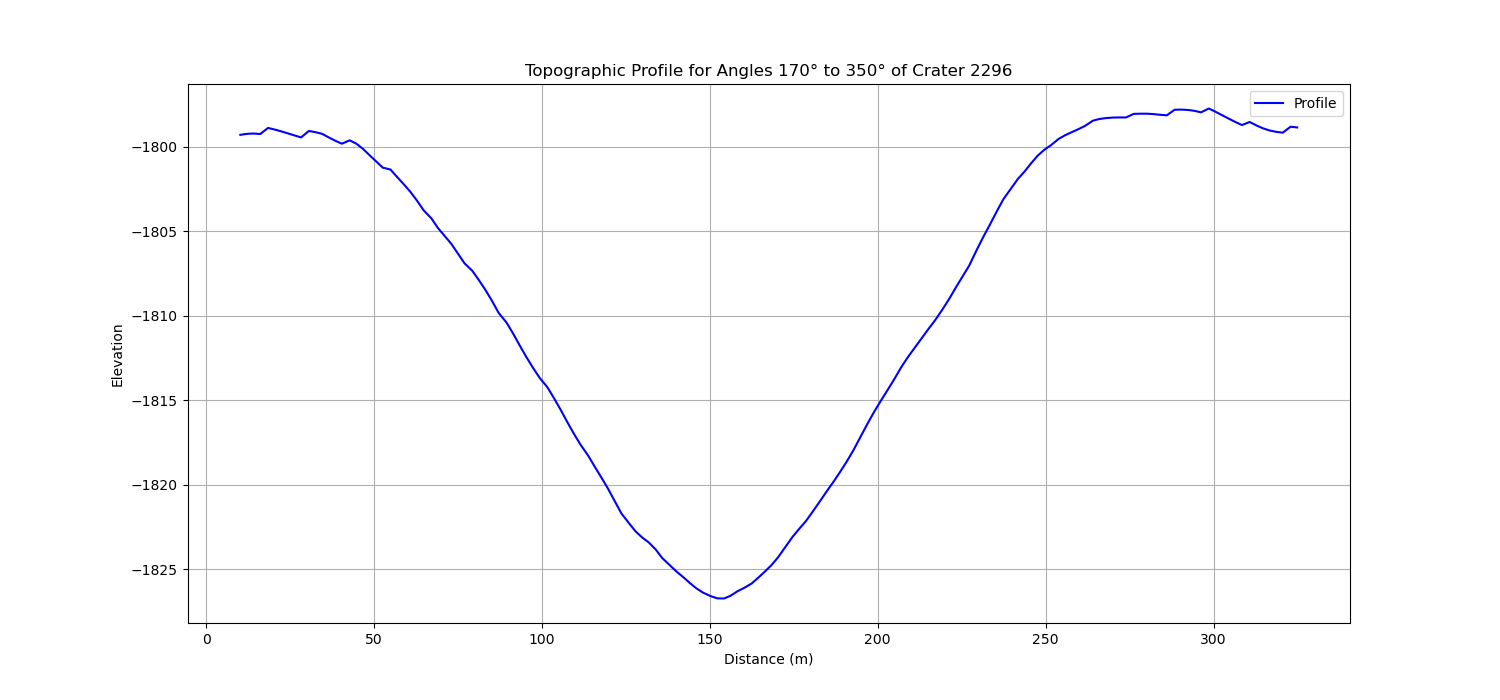 Topographic Profile for Angles 170° to 350° of Crater 2296
Profile
Elevation
−1800
−1805
−1810
−1815
−1820
−1825
0 50 100 150 200 250 300
Distance (m)